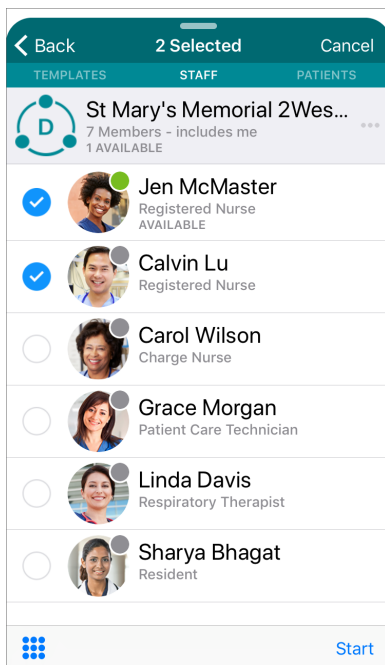 Back 2 Selected Cancel
TEMPLATES STAFF PATIENTS
D
St Mary's Memorial 2Wes...
7 Members - includes me
1 AVAILABLE
Jen McMaster
Registered Nurse
AVAILABLE
Calvin Lu
Registered Nurse
Carol Wilson
Charge Nurse
Grace Morgan
Patient Care Technician
Linda Davis
Respiratory Therapist
Sharya Bhagat
Resident
Start